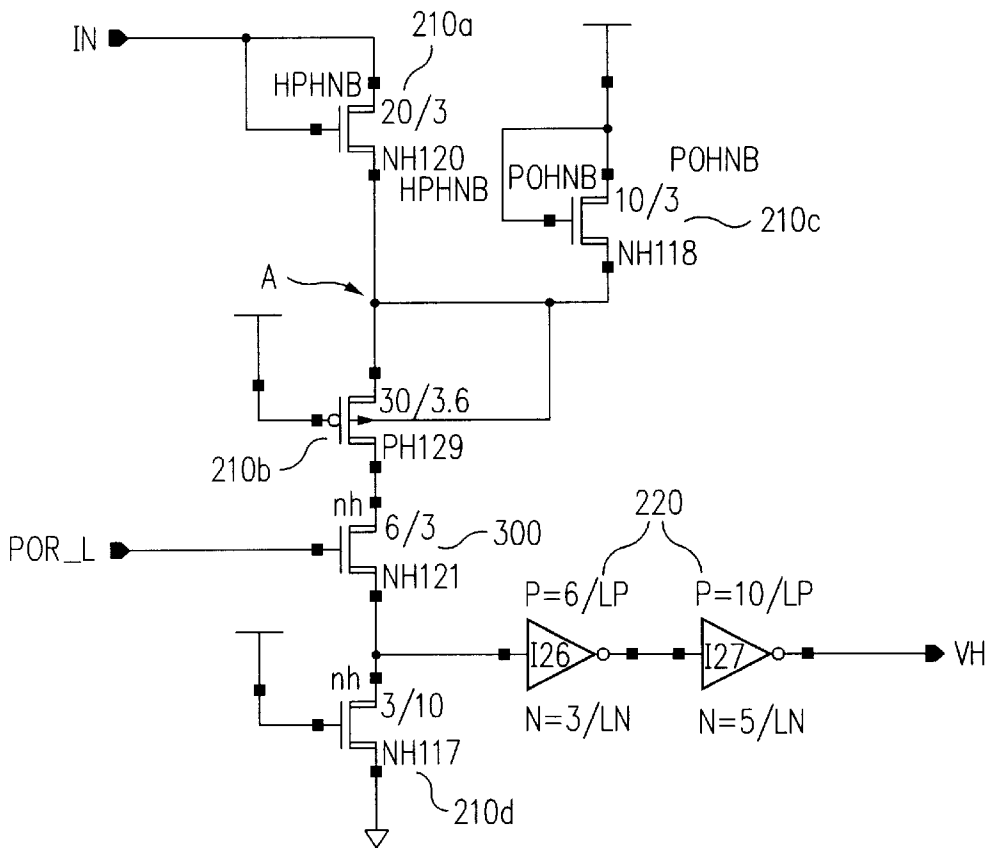 IN
210a
HPHNB
20/3
NH120
HPHNB
POHNB
POHNB
10/3
210c
NH118
A
30/3.6
PH129
210b
nh
6/3
300
POR_L
NH121
220
P=6/LP
P=10/LP
I26
I27
VH
nh
3/10
N=3/LN
N=5/LN
NH117
210d